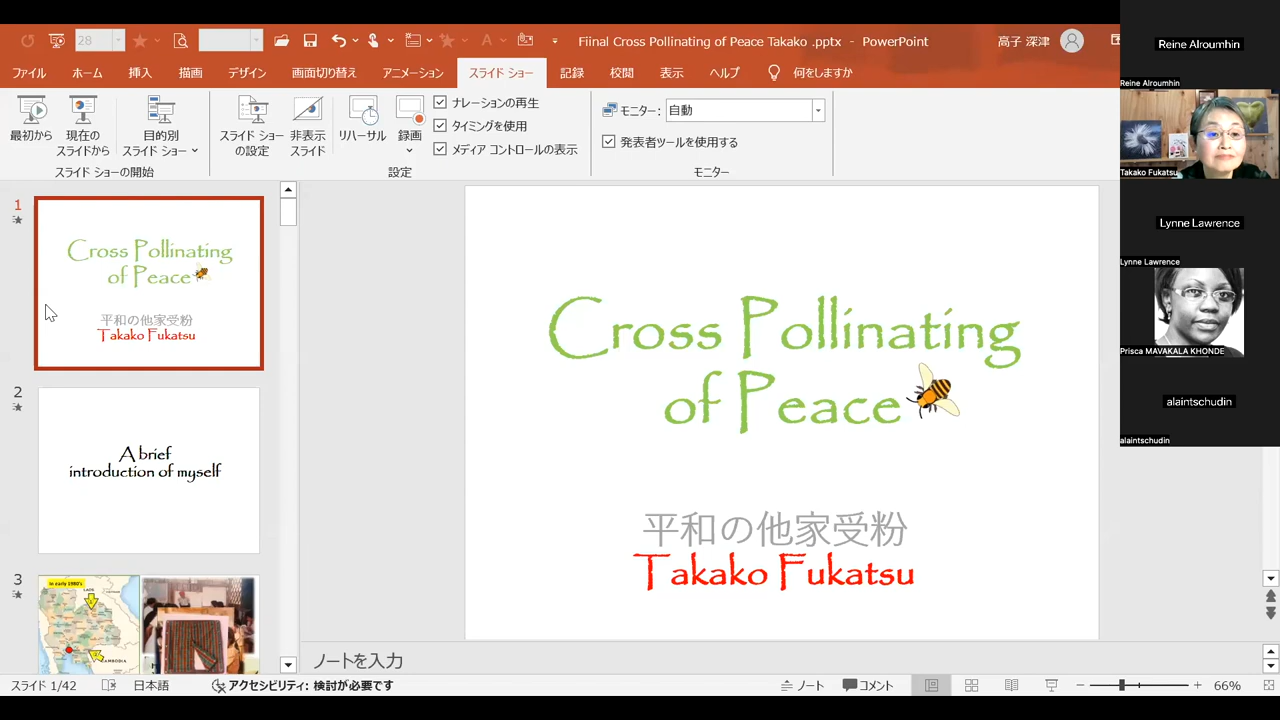 28
Fiinal Cross Pollinating of Peace Takako .pptx - PowerPoint
高子 深津
ファイル
ホーム
挿入
描画
デザイン
画面切り替え
アニメーション
スライド ショー
記録
校閲
表示
ヘルプ
何をしますか
最初から
現在の
スライドから
目的別
スライド ショー
スライド ショー
の設定
非表示
スライド
リハーサル
録画
ナレーションの再生
タイミングを使用
メディア コントロールの表示
モニター:
自動
発表者ツールを使用する
スライド ショーの開始
設定
モニター
1
Cross Pollinating
of Peace
平和の他家受粉
Takako Fukatsu
2
A brief
introduction of myself
3
In early 1980's
LAOS
CAMBODIA
Cross Pollinating
of Peace
平和の他家受粉
Takako Fukatsu
Reine Alroumhin
Reine Alroumhin
Takako Fukatsu
Lynne Lawrence
Lynne Lawrence
Prisca MAVAKALA KHONDE
alaintschudin
alaintschudin
ノートを入力
スライド 1/42
日本語
アクセシビリティ: 検討が必要です
ノート
コメント
66%